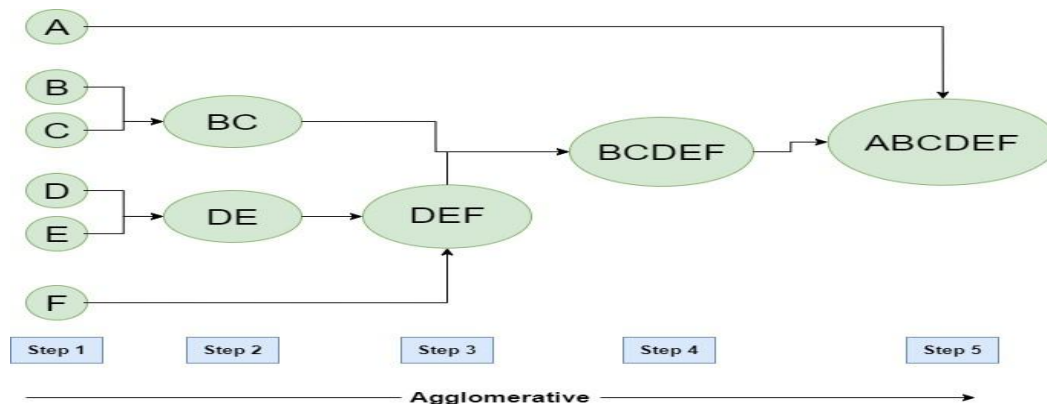 A
B
C
BC
D
E
DE
DEF
F
BCDEF
ABCDEF
Step 1
Step 2
Step 3
Step 4
Step 5
Agglomerative